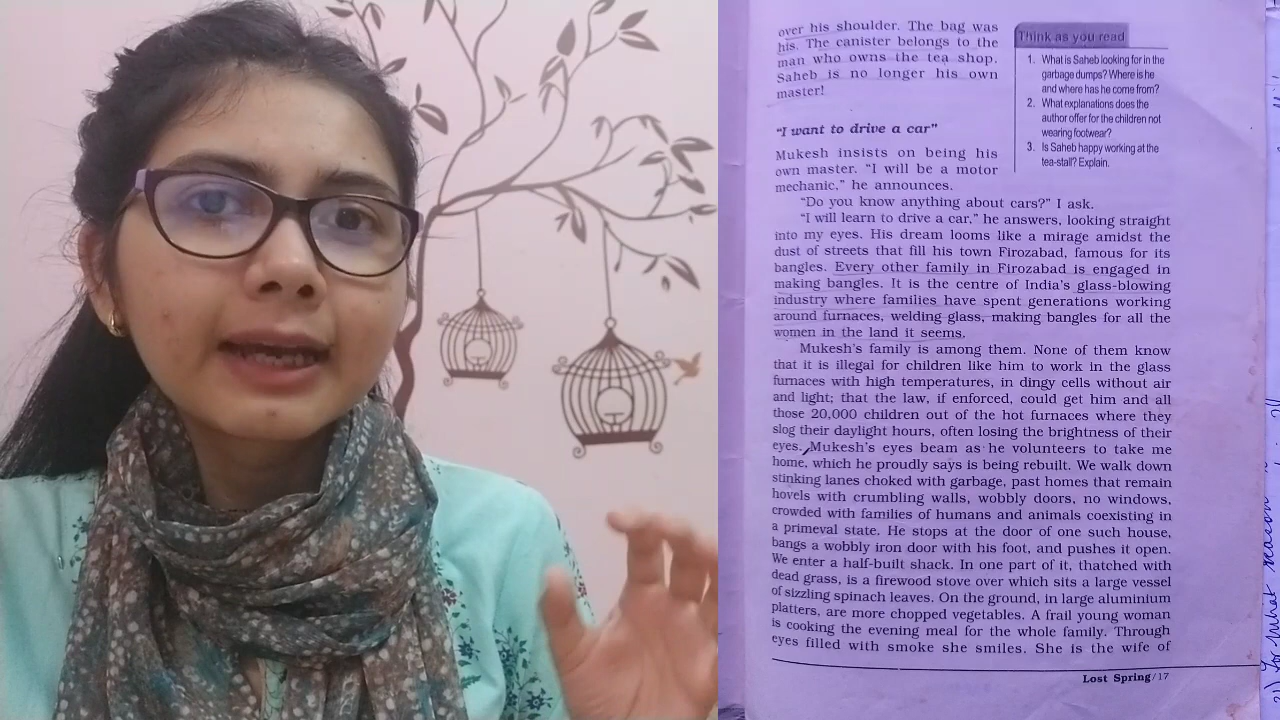 over his shoulder. The bag was
his. The canister belongs to the
man who owns the tea shop.
Saheb is no longer his own
master!
Think as you read
1. What is Saheb looking for in the
garbage dumps? Where is he
and where has he come from?
2. What explanations does the
author offer for the children not
wearing footwear?
3. Is Saheb happy working at the
tea-stall? Explain.
“I want to drive a car”
Mukesh insists on being his
own master. “I will be a motor
mechanic,” he announces.
“Do you know anything about cars?” I ask.
“I will learn to drive a car,” he answers, looking straight
into my eyes. His dream looms like a mirage amidst the
dust of streets that fill his town Firozabad, famous for its
bangles. Every other family in Firozabad is engaged in
making bangles. It is the centre of India’s glass-blowing
industry where families have spent generations working
around furnaces, welding glass, making bangles for all the
women in the land it seems.
Mukesh’s family is among them. None of them know
that it is illegal for children like him to work in the glass
furnaces with high temperatures, in dingy cells without air
and light; that the law, if enforced, could get him and all
those 20,000 children out of the hot furnaces where they
slog their daylight hours, often losing the brightness of their
eyes. Mukesh’s eyes beam as he volunteers to take me
home, which he proudly says is being rebuilt. We walk down
stinking lanes choked with garbage, past homes that remain
hovels with crumbling walls, wobbly doors, no windows,
crowded with families of humans and animals coexisting in
a primeval state. He stops at the door of one such house,
bangs a wobbly iron door with his foot, and pushes it open.
We enter a half-built shack. In one part of it, thatched with
dead grass, is a firewood stove over which sits a large vessel
of sizzling spinach leaves. On the ground, in large aluminium
platters, are more chopped vegetables. A frail young woman
is cooking the evening meal for the whole family. Through
eyes filled with smoke she smiles. She is the wife of
Lost Spring/17